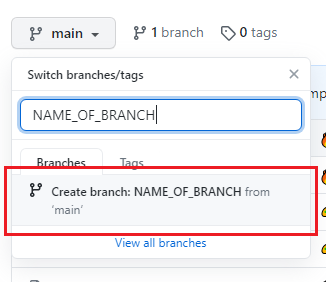 main
1 branch
0 tags
Switch branches/tags
NAME_OF_BRANCH
Branches
Tags
Create branch: NAME_OF_BRANCH from
'main'
View all branches